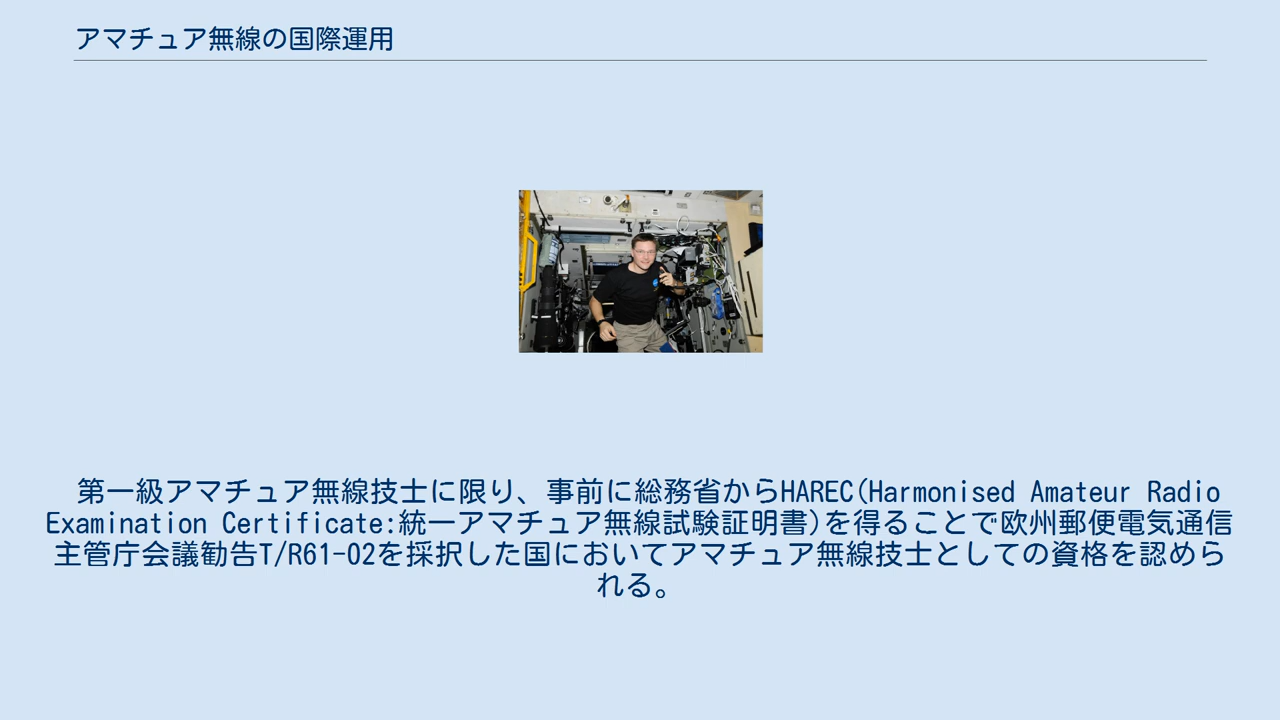 アマチュア無線の国際運用
第一級アマチュア無線技士に限り、事前に総務省からHAREC(Harmonised Amateur Radio
Examination Certificate:統一アマチュア無線試験証明書)を得ることで欧州郵便電気通信
主管庁会議勧告T/R61-02を採択した国においてアマチュア無線技士としての資格を認めら
れる。